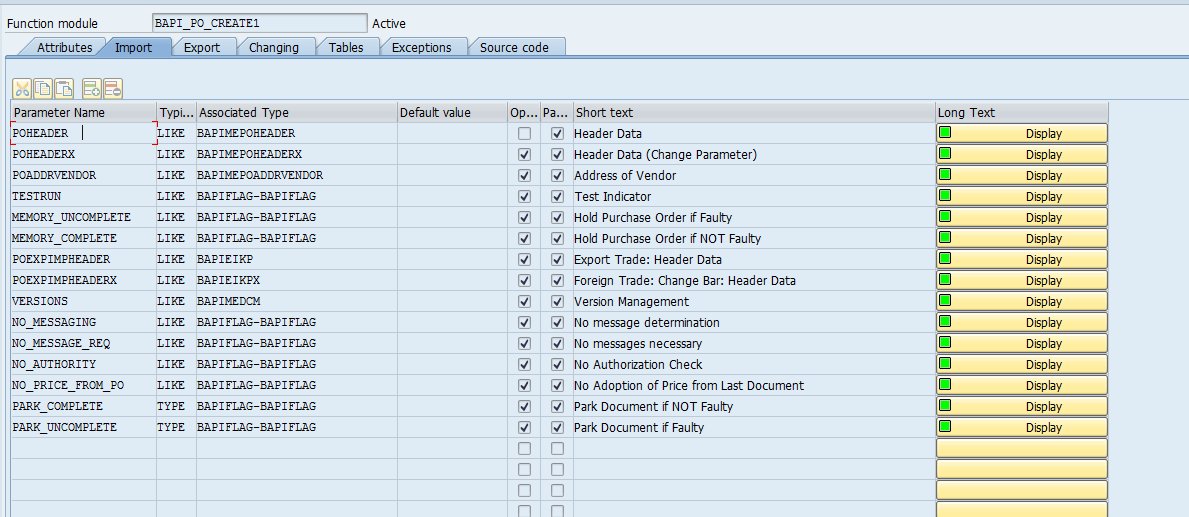 Function module BAPI_PO_CREATE1 Active
Attributes Import Export Changing Tables Exceptions Source code
Parameter Name Typi... Associated Type Default value Op... Pa... Short text Long Text
POHEADER LIKE BAPIMEPOHEADER Header Data Display
POHEADERX LIKE BAPIMEPOHEADERX Header Data (Change Parameter) Display
POADDRVENDOR LIKE BAPIMEPOADDRVENDOR Address of Vendor Display
TESTRUN LIKE BAPIFLAG-BAPIFLAG Test Indicator Display
MEMORY_UNCOMPLETE LIKE BAPIFLAG-BAPIFLAG Hold Purchase Order if Faulty Display
MEMORY_COMPLETE LIKE BAPIFLAG-BAPIFLAG Hold Purchase Order if NOT Faulty Display
POEXPIMPHEADER LIKE BAPIEIKP Export Trade: Header Data Display
POEXPIMPHEADERX LIKE BAPIEIKPX Foreign Trade: Change Bar: Header Data Display
VERSIONS LIKE BAPIMEDCM Version Management Display
NO_MESSAGING LIKE BAPIFLAG-BAPIFLAG No message determination Display
NO_MESSAGE_REQ LIKE BAPIFLAG-BAPIFLAG No messages necessary Display
NO_AUTHORITY LIKE BAPIFLAG-BAPIFLAG No Authorization Check Display
NO_PRICE_FROM_PO LIKE BAPIFLAG-BAPIFLAG No Adoption of Price from Last Document Display
PARK_COMPLETE TYPE BAPIFLAG-BAPIFLAG Park Document if NOT Faulty Display
PARK_UNCOMPLETE TYPE BAPIFLAG-BAPIFLAG Park Document if Faulty Display